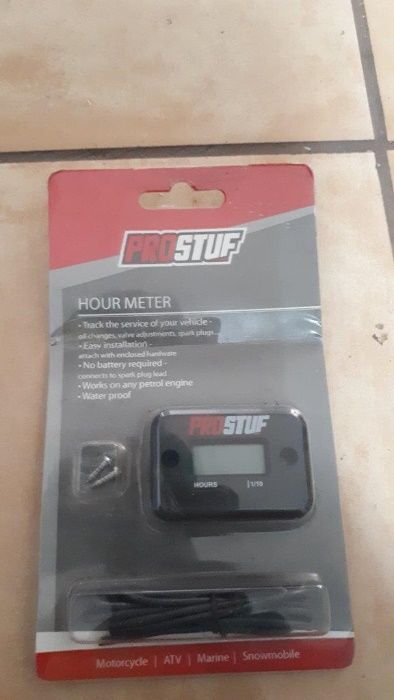 PROSTUF
HOUR METER
• Track the service of your vehicle -
oil changes, valve adjustments, spark plugs
• Easy installation -
attach with enclosed hardware
• No battery required -
connects to spark plug lead
• Works on any petrol engine
• Water proof
PROSTUF
HOURS | 1/10
Motorcycle | ATV | Marine | Snowmobile